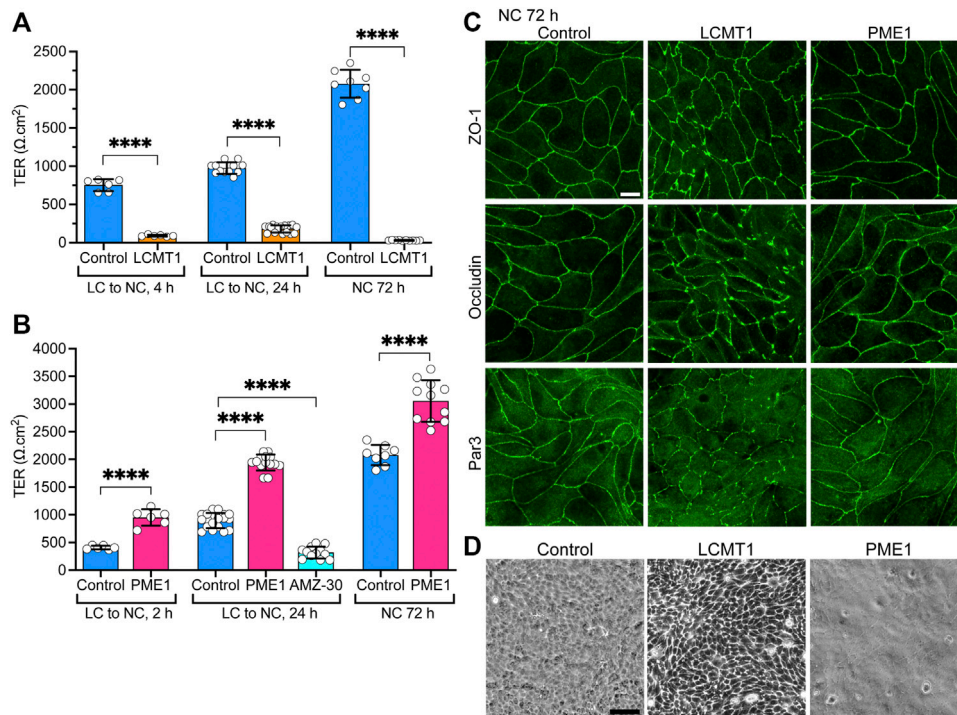 A
TER (Ω.cm²)
2500
2000
1500
1000
500
0
****
****
****
Control LCMT1 Control LCMT1 Control LCMT1
LC to NC, 4 h LC to NC, 24 h NC 72 h
B
TER (Ω.cm²)
4000
3500
3000
2500
2000
1500
1000
500
0
****
****
****
****
Control PME1 Control PME1 AMZ-30 Control PME1
LC to NC, 2 h LC to NC, 24 h NC 72 h
C
NC 72 h
Control LCMT1 PME1
ZO-1
Occludin
Par3
D
Control LCMT1 PME1